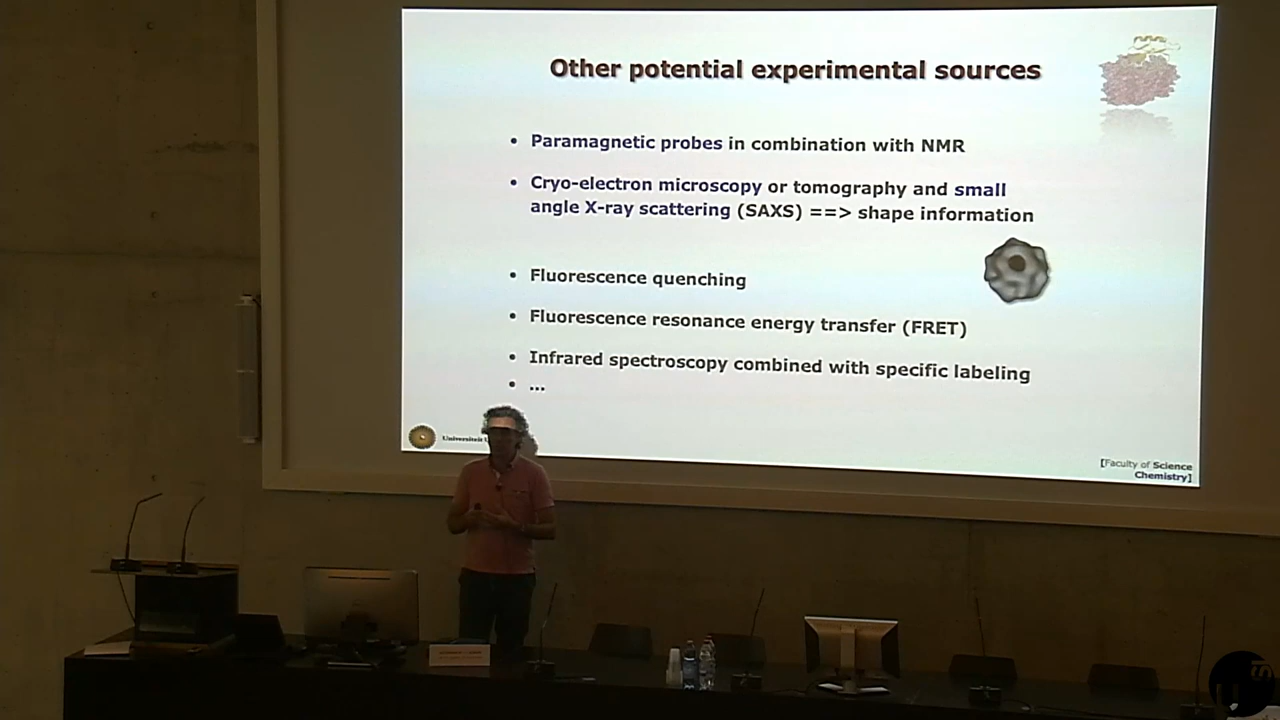 Other potential experimental sources
• Paramagnetic probes in combination with NMR
• Cryo-electron microscopy or tomography and small
angle X-ray scattering (SAXS) ==> shape information
• Fluorescence quenching
• Fluorescence resonance energy transfer (FRET)
• Infrared spectroscopy combined with specific labeling
• ...
Universiteit
[Faculty of Science
Chemistry]